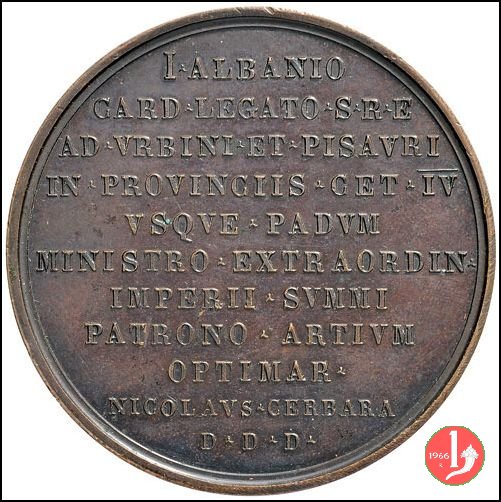 I · ALBANIO
CARD · LEGATO · S · R · E
AD · VRBINI · ET · PISAVRI
IN · PROVINCIIS · CET · IV
VSQVE · PADVM
MINISTRO · EXTRAORDIN ·
IMPERII · SVMMI
PATRONO · ARTIVM
OPTIMAR ·
NICOLAVS · CERBARA
D · D · D ·
1966